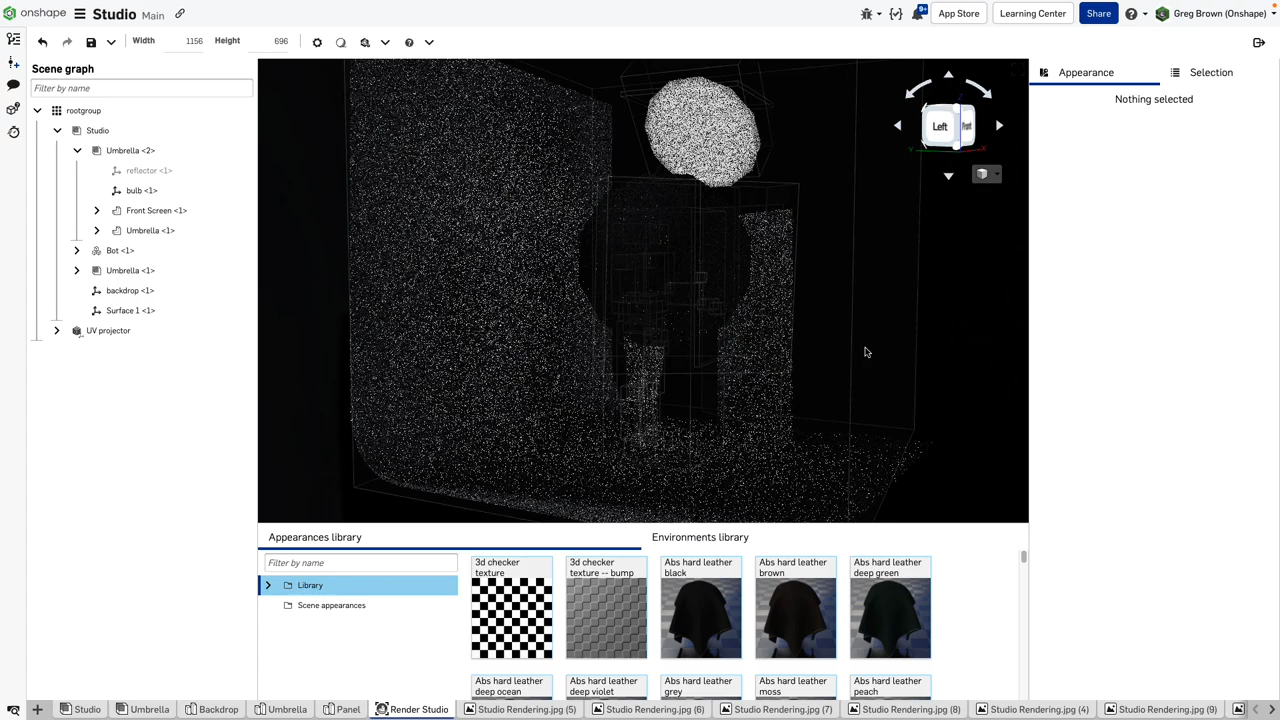 onshape Studio Main 9+ App Store Learning Center Share Greg Brown (Onshape)
Width 1156 Height 696
Scene graph
Filter by name
rootgroup
Studio
Umbrella <2>
reflector <1>
bulb <1>
Front Screen <1>
Umbrella <1>
Bot <1>
Umbrella <1>
backdrop <1>
Surface 1 <1>
UV projector
Left Front
Z
Y X
Appearance Selection
Nothing selected
Appearances library Environments library
Filter by name
Library
Scene appearances
3d checker texture
3d checker texture -- bump
Abs hard leather black
Abs hard leather brown
Abs hard leather deep green
Abs hard leather deep ocean
Abs hard leather deep violet
Abs hard leather grey
Abs hard leather moss
Abs hard leather peach
Studio Umbrella Backdrop Umbrella Panel Render Studio Studio Rendering.jpg (5) Studio Rendering.jpg (6) Studio Rendering.jpg (7) Studio Rendering.jpg (8) Studio Rendering.jpg (4) Studio Rendering.jpg (9)